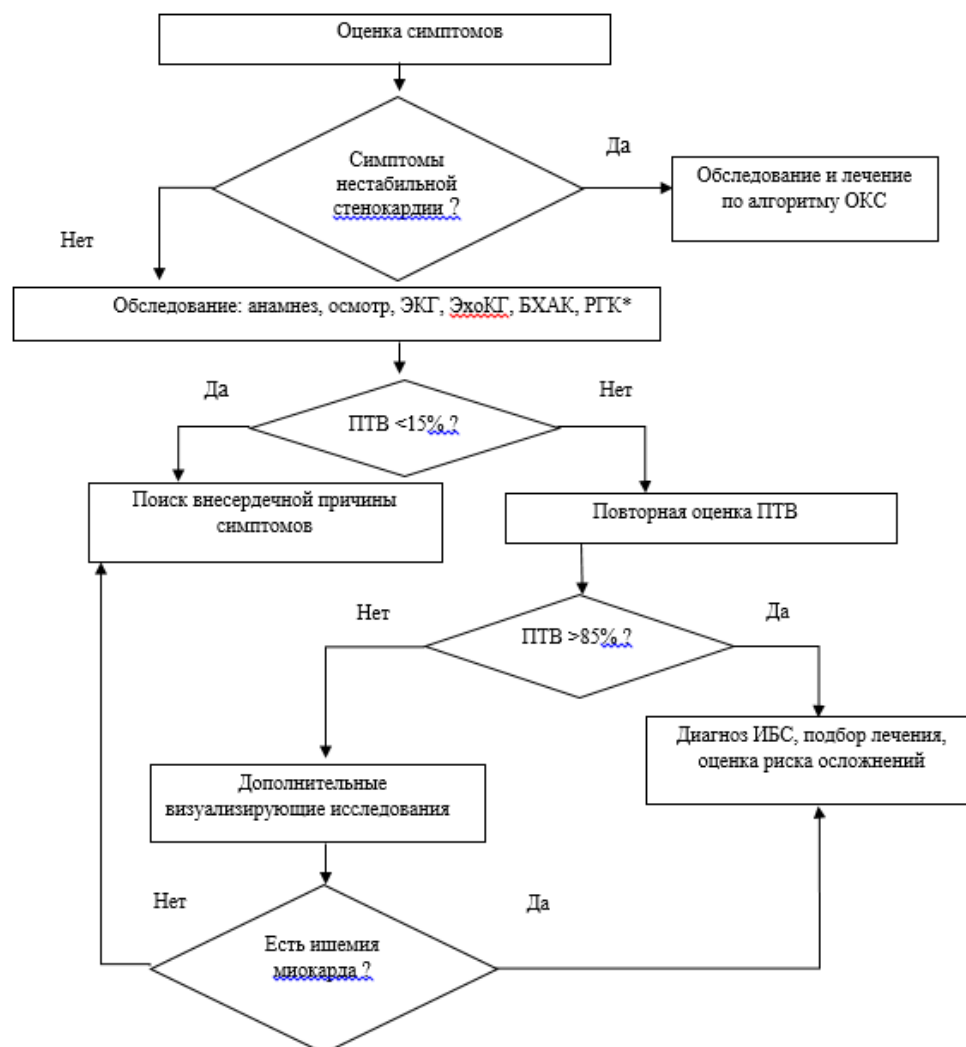 Оценка симптомов
Симптомы
нестабильной
стенокардии ?
Да
Обследование и лечение
по алгоритму ОКС
Нет
Обследование: анамнез, осмотр, ЭКГ, ЭхоКГ, БХАК, РГК*
Да
Нет
ПТВ <15% ?
Поиск внесердечной причины
симптомов
Повторная оценка ПТВ
Нет
Да
ПТВ >85% ?
Диагноз ИБС, подбор лечения,
оценка риска осложнений
Дополнительные
визуализирующие исследования
Нет
Да
Есть ишемия
миокарда ?